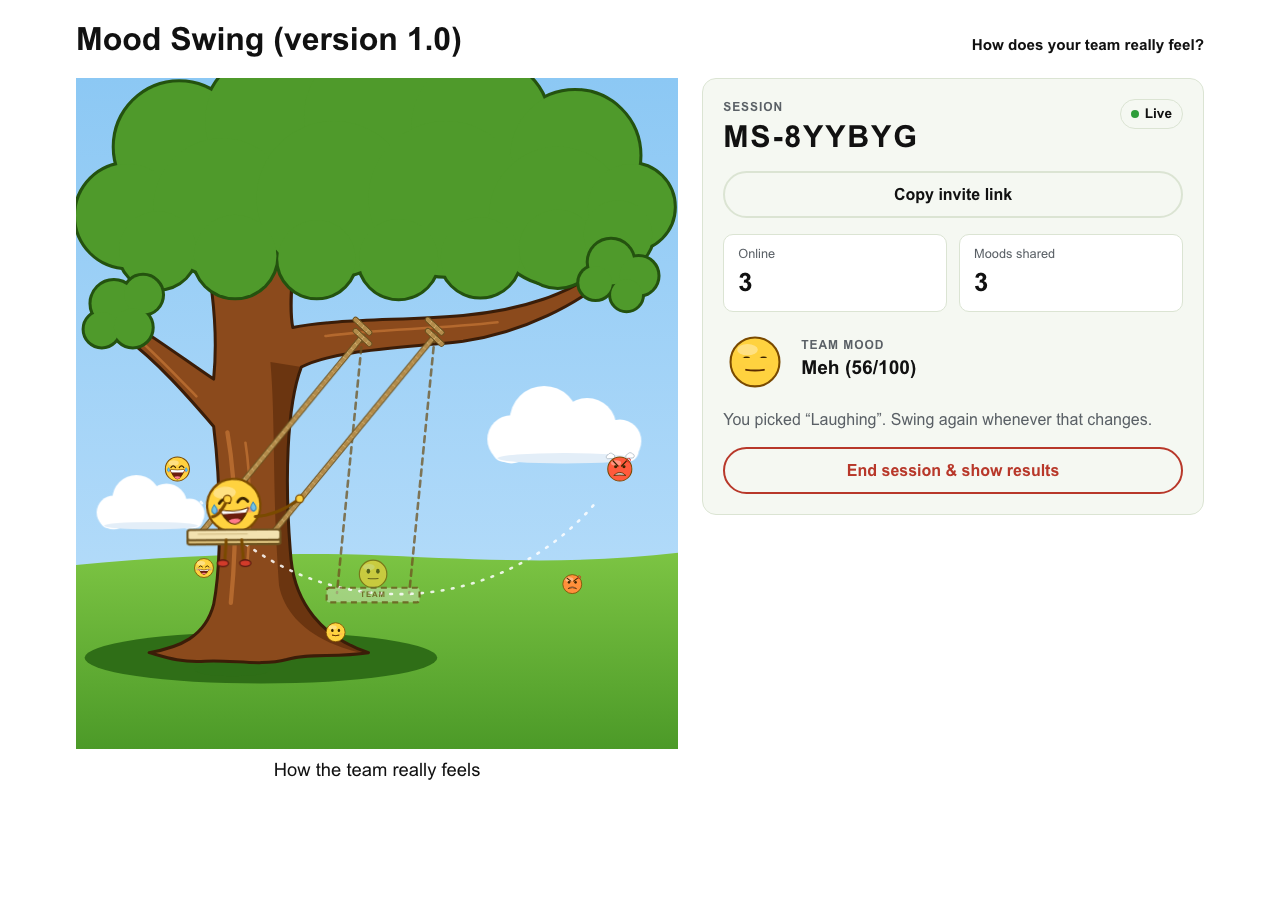 Mood Swing (version 1.0)
How does your team really feel?
SESSION
MS-8YYBYG
Live
Copy invite link
Online
3
Moods shared
3
TEAM MOOD
Meh (56/100)
You picked “Laughing”. Swing again whenever that changes.
End session & show results
TEAM
How the team really feels